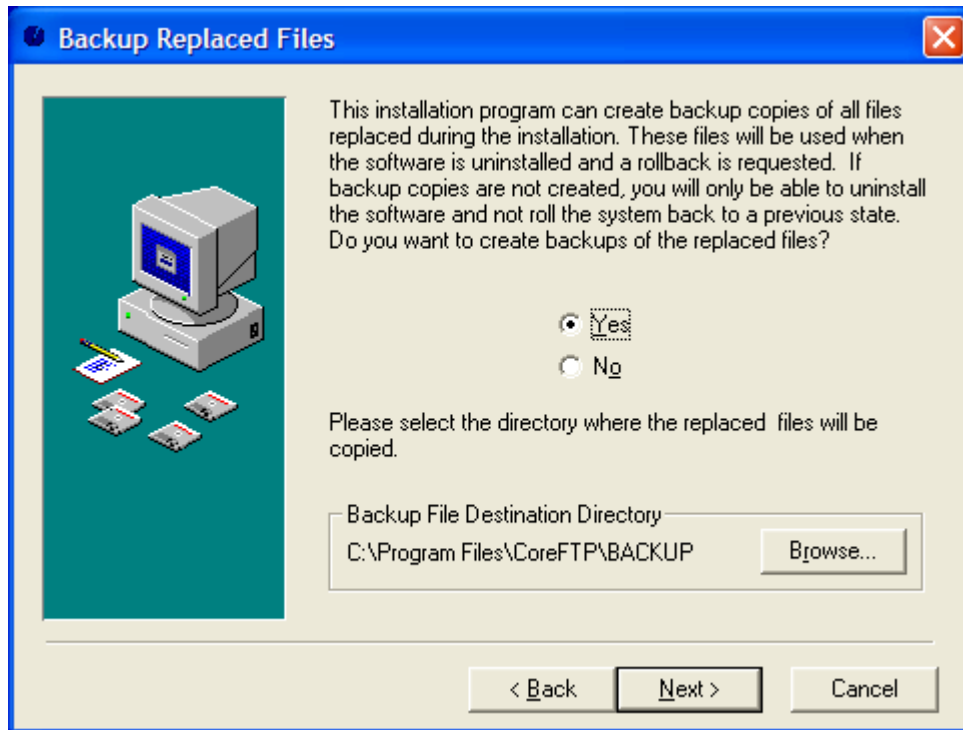 Backup Replaced Files
This installation program can create backup copies of all files
replaced during the installation. These files will be used when
the software is uninstalled and a rollback is requested.  If
backup copies are not created, you will only be able to uninstall
the software and not roll the system back to a previous state.
Do you want to create backups of the replaced files?
Yes
No
Please select the directory where the replaced  files will be
copied.
Backup File Destination Directory
C:\Program Files\CoreFTP\BACKUP
Browse...
< Back
Next >
Cancel